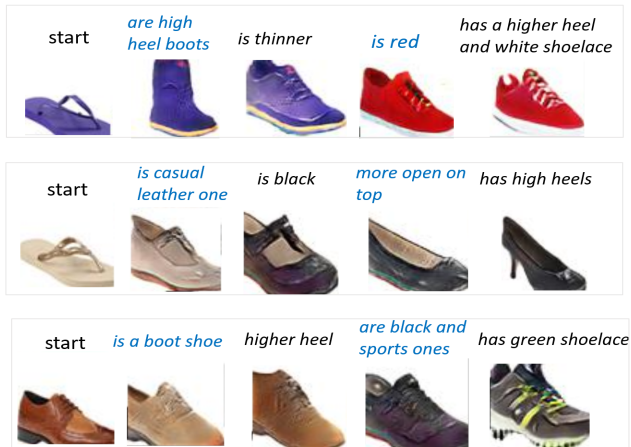 start
are high
heel boots
is thinner
is red
has a higher heel
and white shoelace
start
is casual
leather one
is black
more open on
top
has high heels
start
is a boot shoe
higher heel
are black and
sports ones
has green shoelace